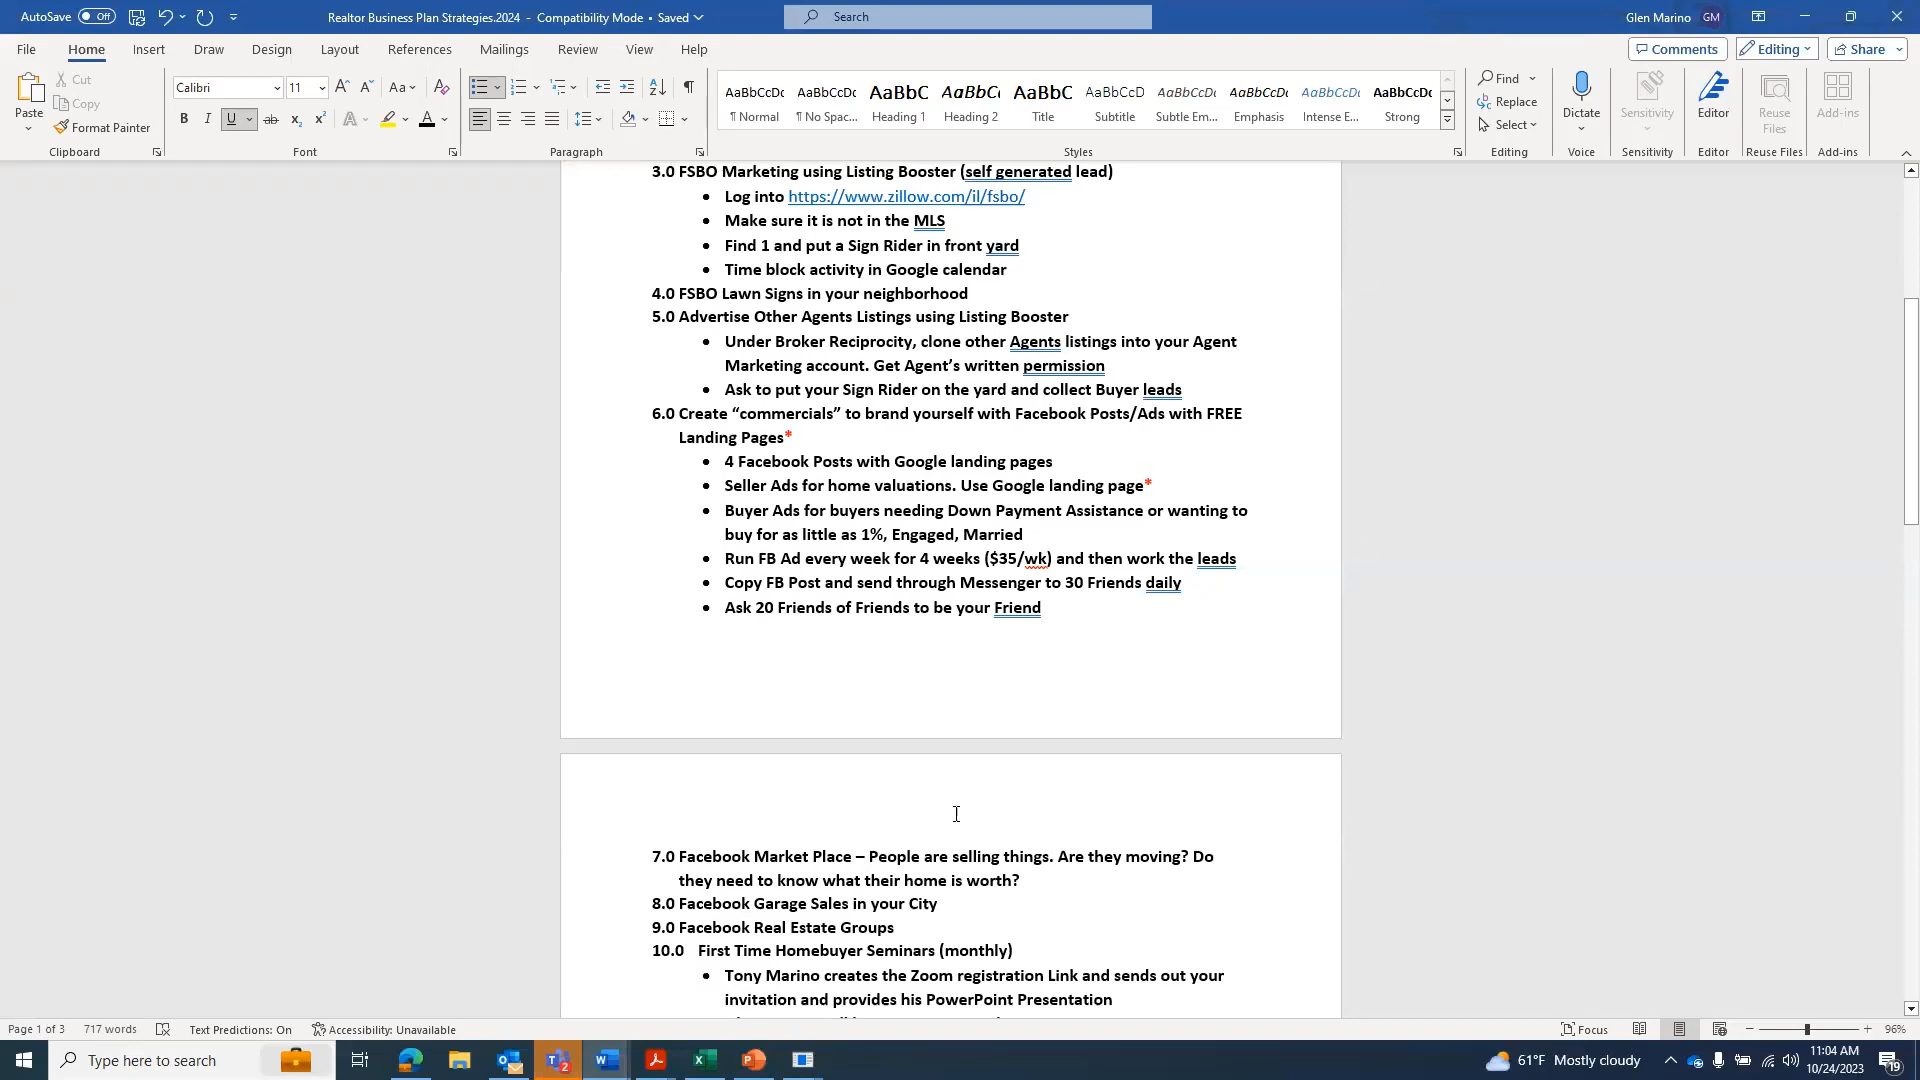 AutoSave Off Realtor Business Plan Strategies.2024 - Compatibility Mode • Saved Search Glen Marino GM
File Home Insert Draw Design Layout References Mailings Review View Help Comments Editing Share
Paste Cut Copy Format Painter Clipboard
Calibri 11 Aa B I U ab x₂ x² A A Font
Paragraph
AaBbCcDc AaBbCcDc AaBbC AaBbC AaBbC AaBbCcD AaBbCcDc AaBbCcDc AaBbCcDc AaBbCcDc
¶ Normal ¶ No Spac... Heading 1 Heading 2 Title Subtitle Subtle Em... Emphasis Intense E... Strong
Styles
Find Replace Select Editing
Dictate Voice
Sensitivity Sensitivity
Editor Editor
Reuse Files Reuse Files
Add-ins Add-ins
3.0 FSBO Marketing using Listing Booster (self generated lead)
• Log into https://www.zillow.com/il/fsbo/
• Make sure it is not in the MLS
• Find 1 and put a Sign Rider in front yard
• Time block activity in Google calendar
4.0 FSBO Lawn Signs in your neighborhood
5.0 Advertise Other Agents Listings using Listing Booster
• Under Broker Reciprocity, clone other Agents listings into your Agent
Marketing account. Get Agent’s written permission
• Ask to put your Sign Rider on the yard and collect Buyer leads
6.0 Create “commercials” to brand yourself with Facebook Posts/Ads with FREE
Landing Pages*
• 4 Facebook Posts with Google landing pages
• Seller Ads for home valuations. Use Google landing page*
• Buyer Ads for buyers needing Down Payment Assistance or wanting to
buy for as little as 1%, Engaged, Married
• Run FB Ad every week for 4 weeks ($35/wk) and then work the leads
• Copy FB Post and send through Messenger to 30 Friends daily
• Ask 20 Friends of Friends to be your Friend
7.0 Facebook Market Place – People are selling things. Are they moving? Do
they need to know what their home is worth?
8.0 Facebook Garage Sales in your City
9.0 Facebook Real Estate Groups
10.0 First Time Homebuyer Seminars (monthly)
• Tony Marino creates the Zoom registration Link and sends out your
invitation and provides his PowerPoint Presentation
Page 1 of 3 717 words Text Predictions: On Accessibility: Unavailable Focus 96%
Type here to search 2 61°F Mostly cloudy 11:04 AM
10/24/2023 19